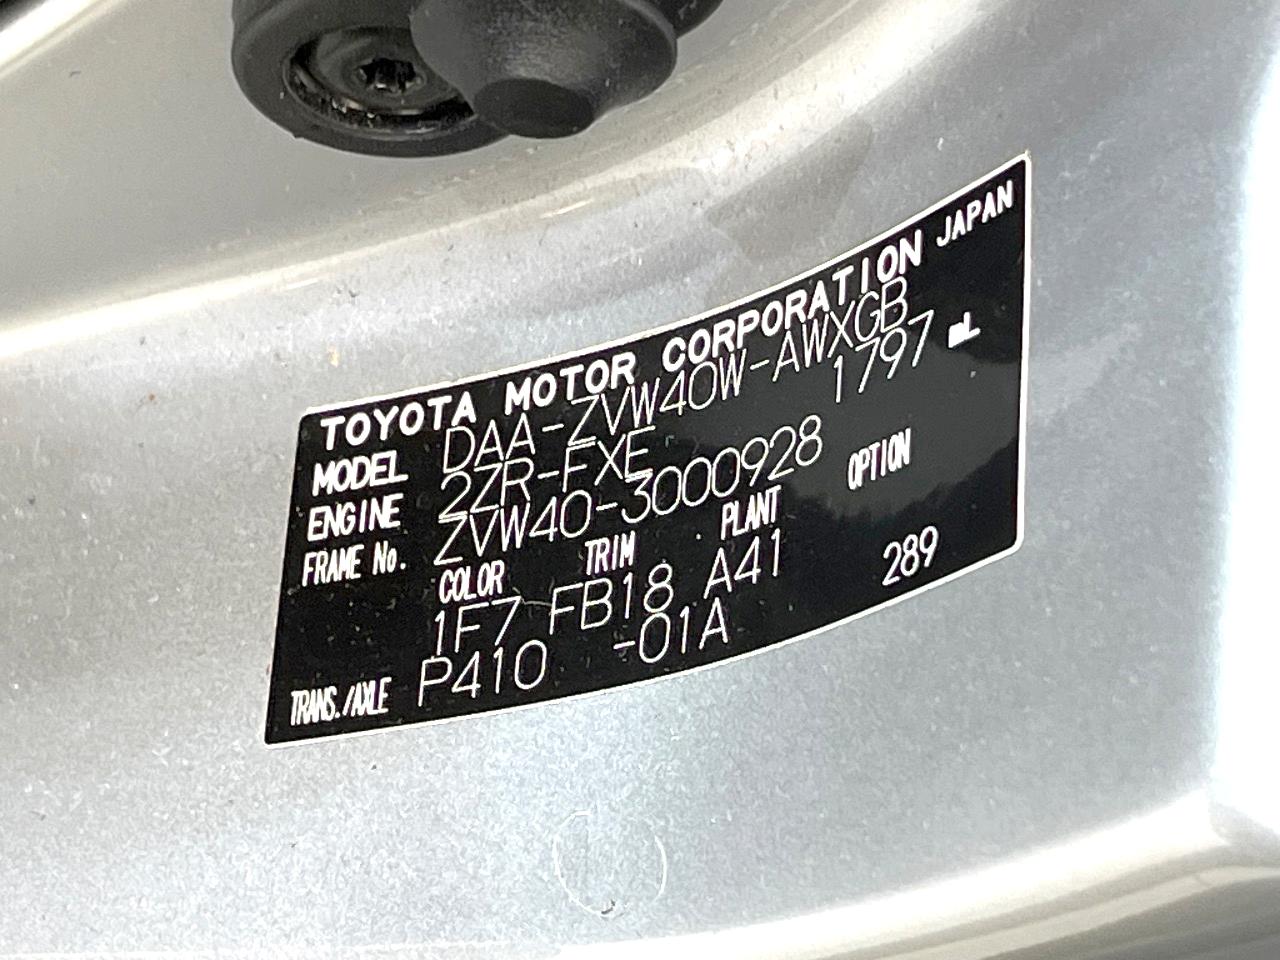 TOYOTA MOTOR CORPORATION JAPAN
MODEL DAA-ZVW40W-AWXGB
ENGINE 2ZR-FXE 1797 mL
FRAME No. ZVW40-3000928
COLOR TRIM PLANT OPTION
1F7 FB18 A41 289
TRANS./AXLE P410 -01A